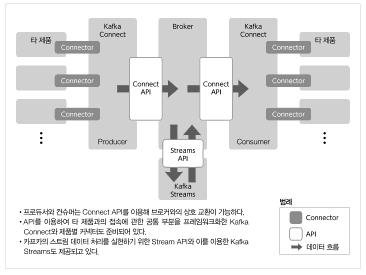 Kafka
Connect
Broker
Kafka
Connect
타 제품
타 제품
Connector
Connector
Connect
API
Connect
API
Connector
Connector
Connector
Connector
Producer
Consumer
Streams
API
Kafka
Streams
• 프로듀서와 컨슈머는 Connect API를 이용해 브로커와의 상호 교환이 가능하다.
• API를 이용하여 타 제품과의 접속에 관한 공통 부분을 프레임워크화한 Kafka
Connect와 제품별 커넥터도 준비되어 있다.
• 카프카의 스트림 데이터 처리를 실현하기 위한 Stream API와 이를 이용한 Kafka
Streams도 제공되고 있다.
범례
Connector
API
데이터 흐름